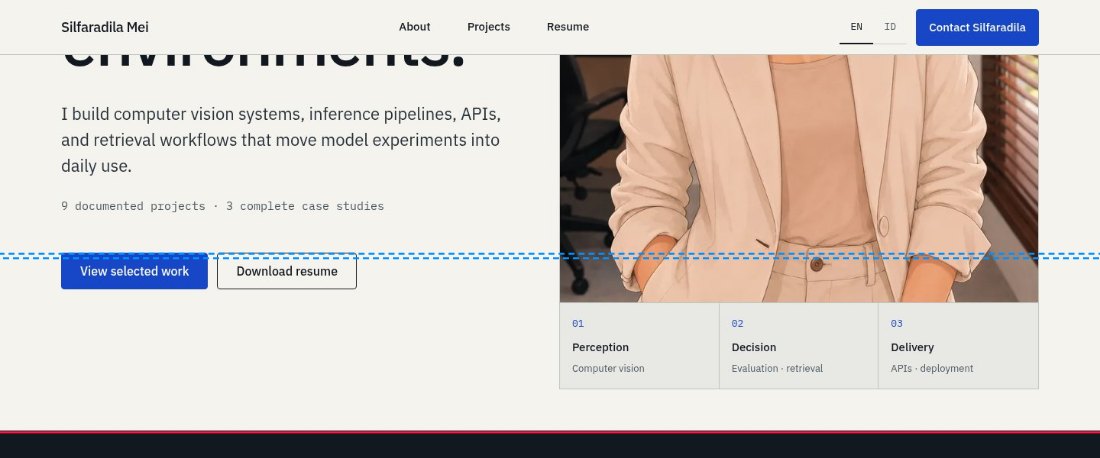 Silfaradila Mei
About
Projects
Resume
EN
ID
Contact Silfaradila
environments.
I build computer vision systems, inference pipelines, APIs,
and retrieval workflows that move model experiments into
daily use.
9 documented projects · 3 complete case studies
View selected work
Download resume
01
Perception
Computer vision
02
Decision
Evaluation · retrieval
03
Delivery
APIs · deployment